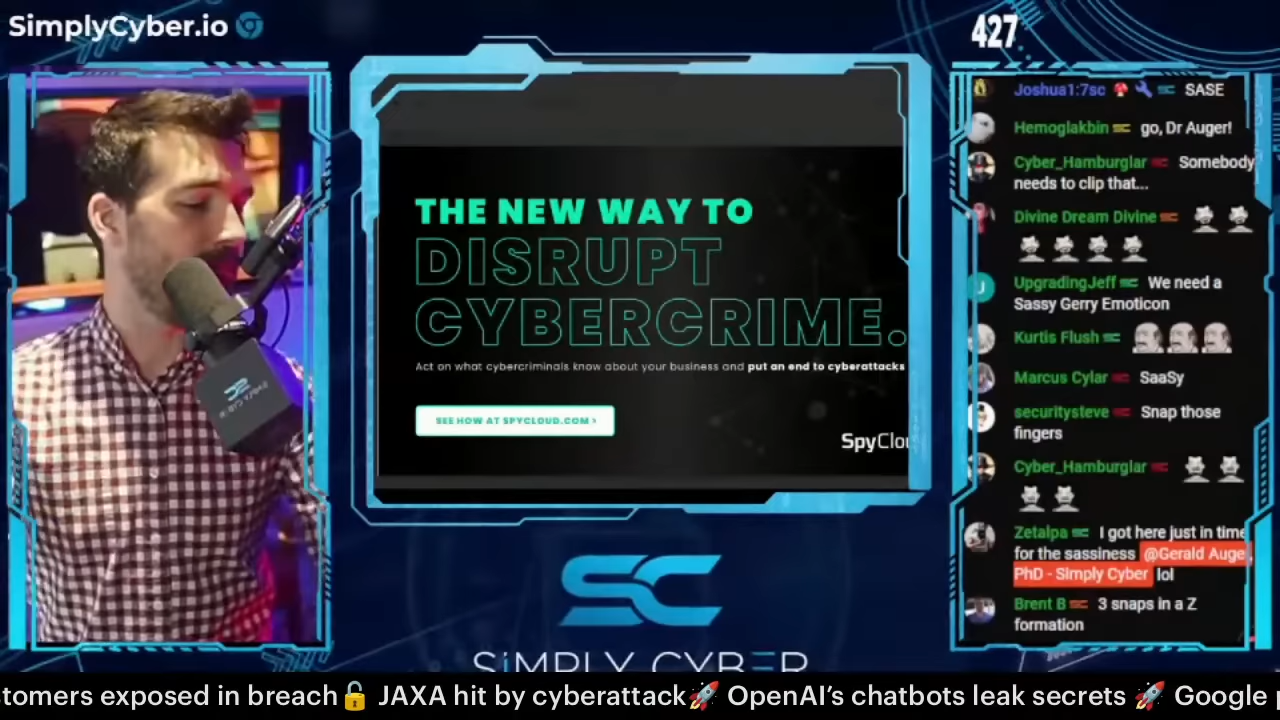 SimplyCyber.io
427
THE NEW WAY TO
DISRUPT
CYBERCRIME.
Act on what cybercriminals know about your business and put an end to cyberattacks
SEE HOW AT SPYCLOUD.COM >
SpyClou
SC
SIMPLY CYBER
Joshua1:7sc SASE
Hemoglakbin go, Dr Auger!
Cyber_Hamburglar Somebody
needs to clip that...
Divine Dream Divine
UpgradingJeff We need a
Sassy Gerry Emoticon
Kurtis Flush
Marcus Cylar SaaSy
securitysteve Snap those
fingers
Cyber_Hamburglar
Zetalpa I got here just in time
for the sassiness @Gerald Auger,
PhD - Simply Cyber lol
Brent B 3 snaps in a Z
formation
stomers exposed in breach🔓 JAXA hit by cyberattack🚀 OpenAI’s chatbots leak secrets 🚀 Google